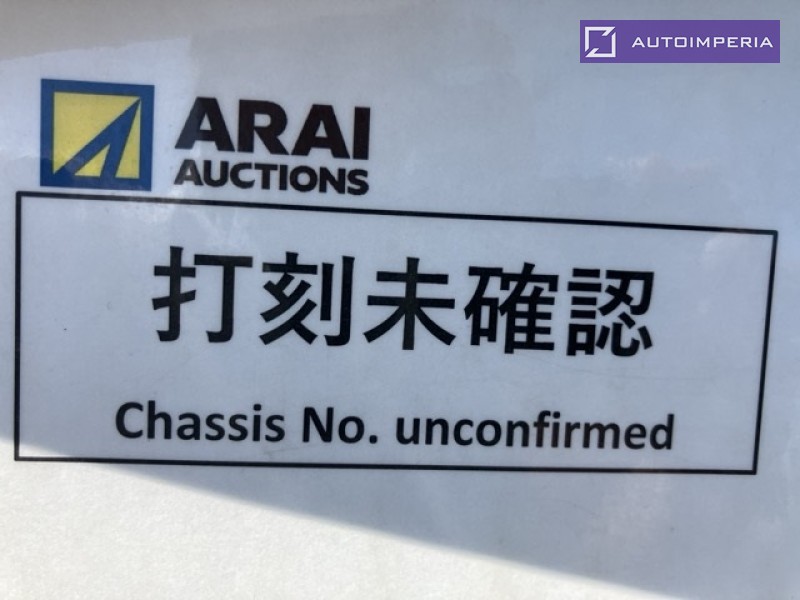 AUTOIMPERIA
ARAI
AUCTIONS
打刻未確認
Chassis No. unconfirmed